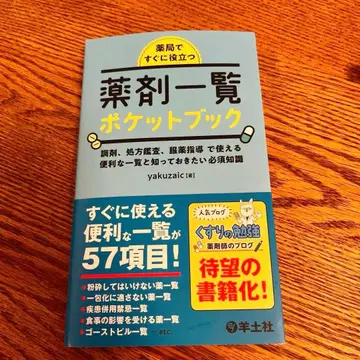 薬局で
すぐに役立つ
薬剤一覧
ポケットブック
調剤、処方鑑査、服薬指導で使える
便利な一覧と知っておきたい必須知識
yakuzaic[著]
すぐに使える
便利な一覧が
57項目!
・粉砕してはいけない薬一覧
・一包化に適さない薬一覧
・疾患併用禁忌一覧
・食事の影響を受ける薬一覧
・ゴーストピル一覧 …etc.
人気ブログ
くすりの勉強
薬剤師のブログ
待望の
書籍化!
羊土社